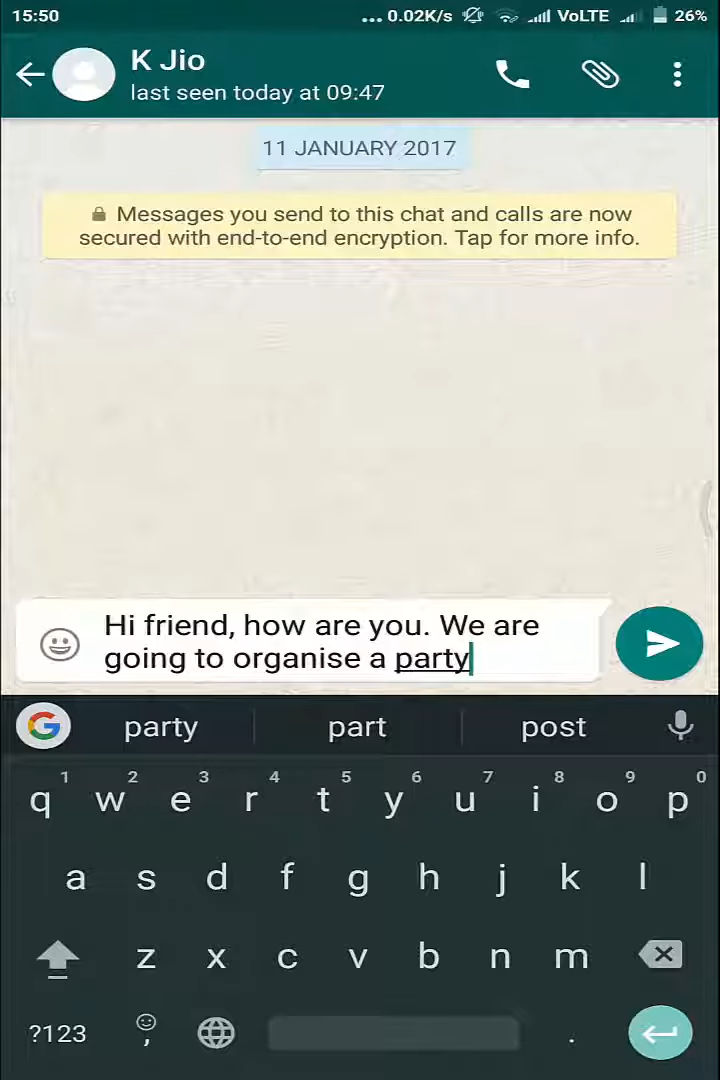 15:50 ... 0.02K/s VoLTE 26%
K Jio
last seen today at 09:47
11 JANUARY 2017
Messages you send to this chat and calls are now
secured with end-to-end encryption. Tap for more info.
Hi friend, how are you. We are
going to organise a party
G party part post
1 2 3 4 5 6 7 8 9 0
q w e r t y u i o p
a s d f g h j k l
z x c v b n m
?123 , .